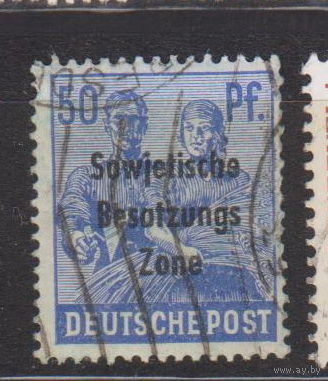 50 Pf.
Sowjetische
Besatzungs
Zone
DEUTSCHE POST
www.ay.by